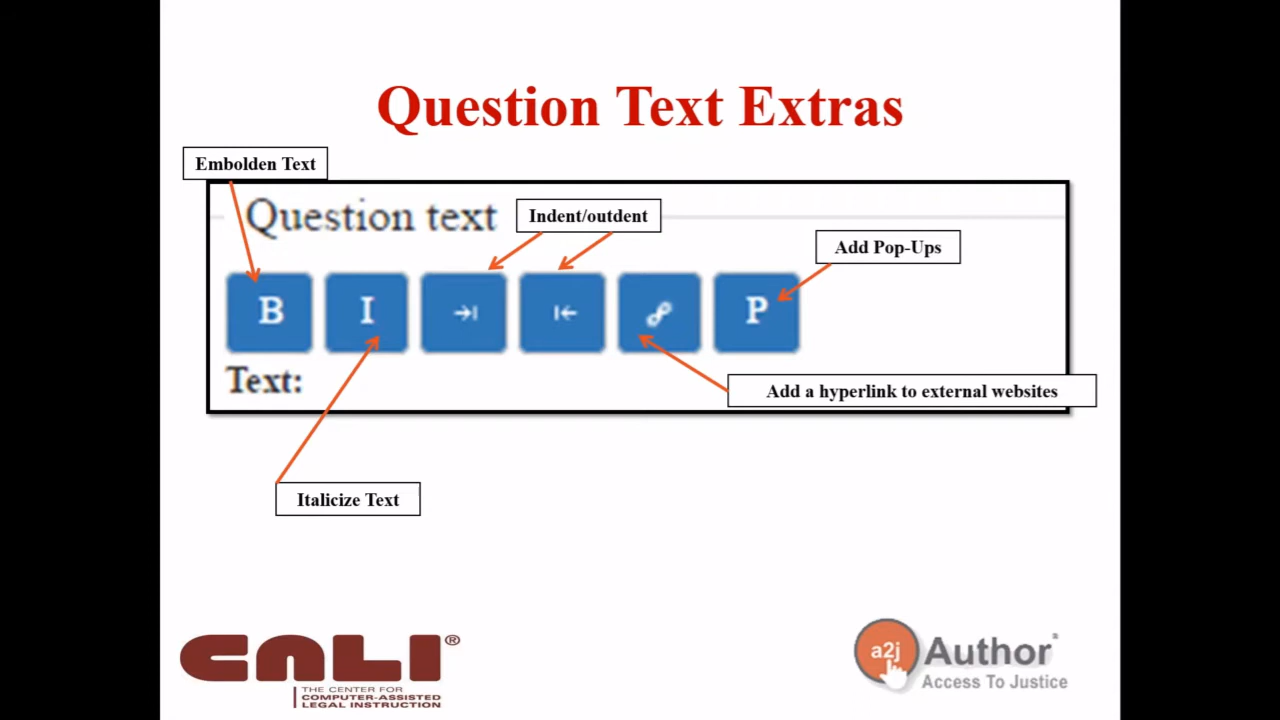 Question Text Extras
Embolden Text
Question text
Indent/outdent
Add Pop-Ups
B I P
Text:
Add a hyperlink to external websites
Italicize Text
CALI®
THE CENTER FOR
COMPUTER-ASSISTED
LEGAL INSTRUCTION
a2j Author
Access To Justice